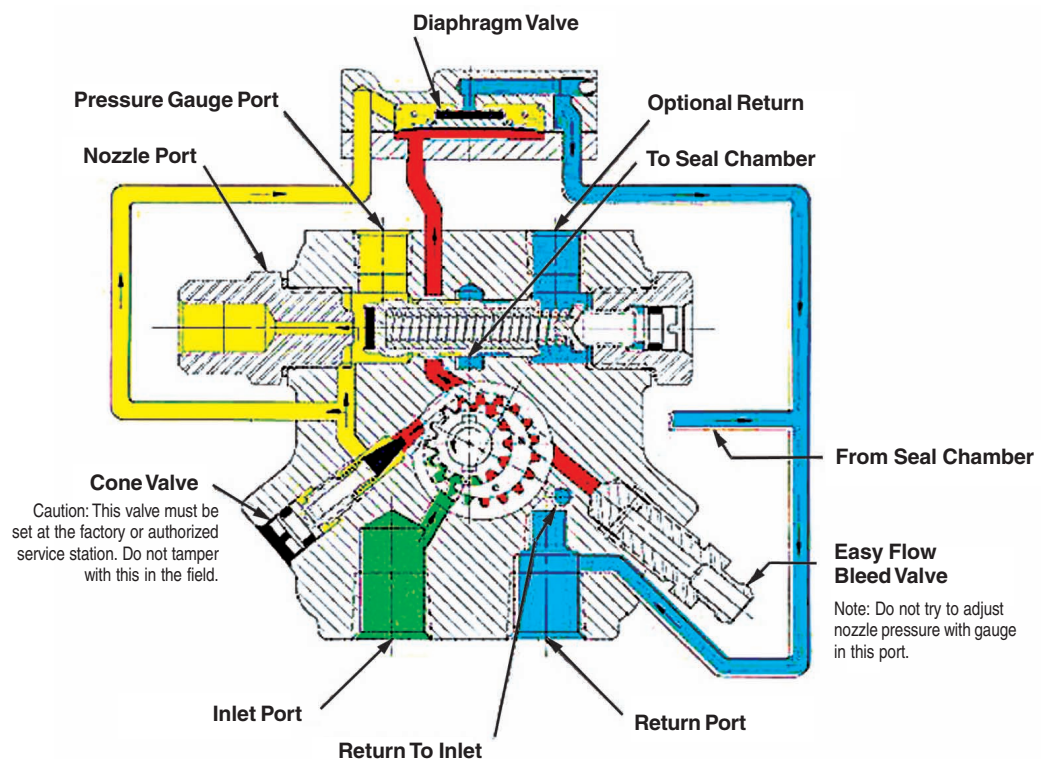 Diaphragm Valve
Pressure Gauge Port
Optional Return
Nozzle Port
To Seal Chamber
Cone Valve
Caution: This valve must be
set at the factory or authorized
service station. Do not tamper
with this in the field.
From Seal Chamber
Easy Flow
Bleed Valve
Note: Do not try to adjust
nozzle pressure with gauge
in this port.
Inlet Port
Return Port
Return To Inlet